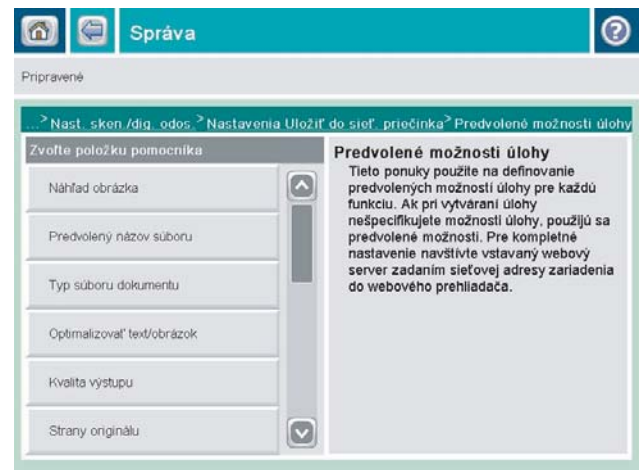 Správa
Pripravené
...> Nast. sken./dig. odos. > Nastavenia Uložiť do sieť. priečinka > Predvolené možnosti úlohy
Zvoľte položku pomocníka
Náhľad obrázka
Predvolený názov súboru
Typ súboru dokumentu
Optimalizovať text/obrázok
Kvalita výstupu
Strany originálu
Predvolené možnosti úlohy
Tieto ponuky použite na definovanie
predvolených možností úlohy pre každú
funkciu. Ak pri vytváraní úlohy
nešpecifikujete možnosti úlohy, použijú sa
predvolené možnosti. Pre kompletné
nastavenie navštívte vstavaný webový
server zadaním sieťovej adresy zariadenia
do webového prehliadača.